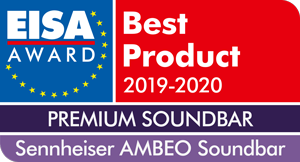 EISA
AWARD
Best
Product
2019-2020
PREMIUM SOUNDBAR
Sennheiser AMBEO Soundbar